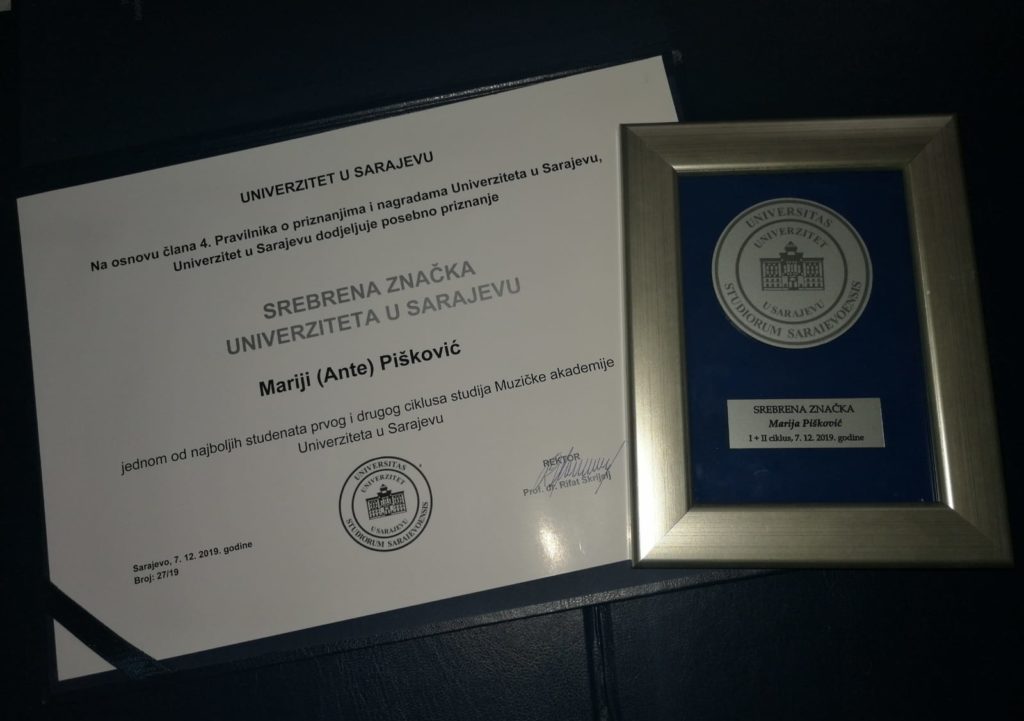 UNIVERZITET U SARAJEVU
Na osnovu člana 4. Pravilnika o priznanjima i nagradama Univerziteta u Sarajevu,
Univerzitet u Sarajevu dodjeljuje posebno priznanje
SREBRENA ZNAČKA
UNIVERZITETA U SARAJEVU
Mariji (Ante) Pišković
jednom od najboljih studenata prvog i drugog ciklusa studija Muzičke akademije
Univerziteta u Sarajevu
UNIVERSITAS
UNIVERZITET
U SARAJEVU
STUDIORUM SARAIEVOENSIS
REKTOR
Prof. dr. Rifat Škrijelj
Sarajevo, 7. 12. 2019. godine
Broj: 27/19
UNIVERSITAS
UNIVERZITET
U SARAJEVU
STUDIORUM SARAIEVOENSIS
SREBRENA ZNAČKA
Marija Pišković
I + II ciklus, 7. 12. 2019. godine